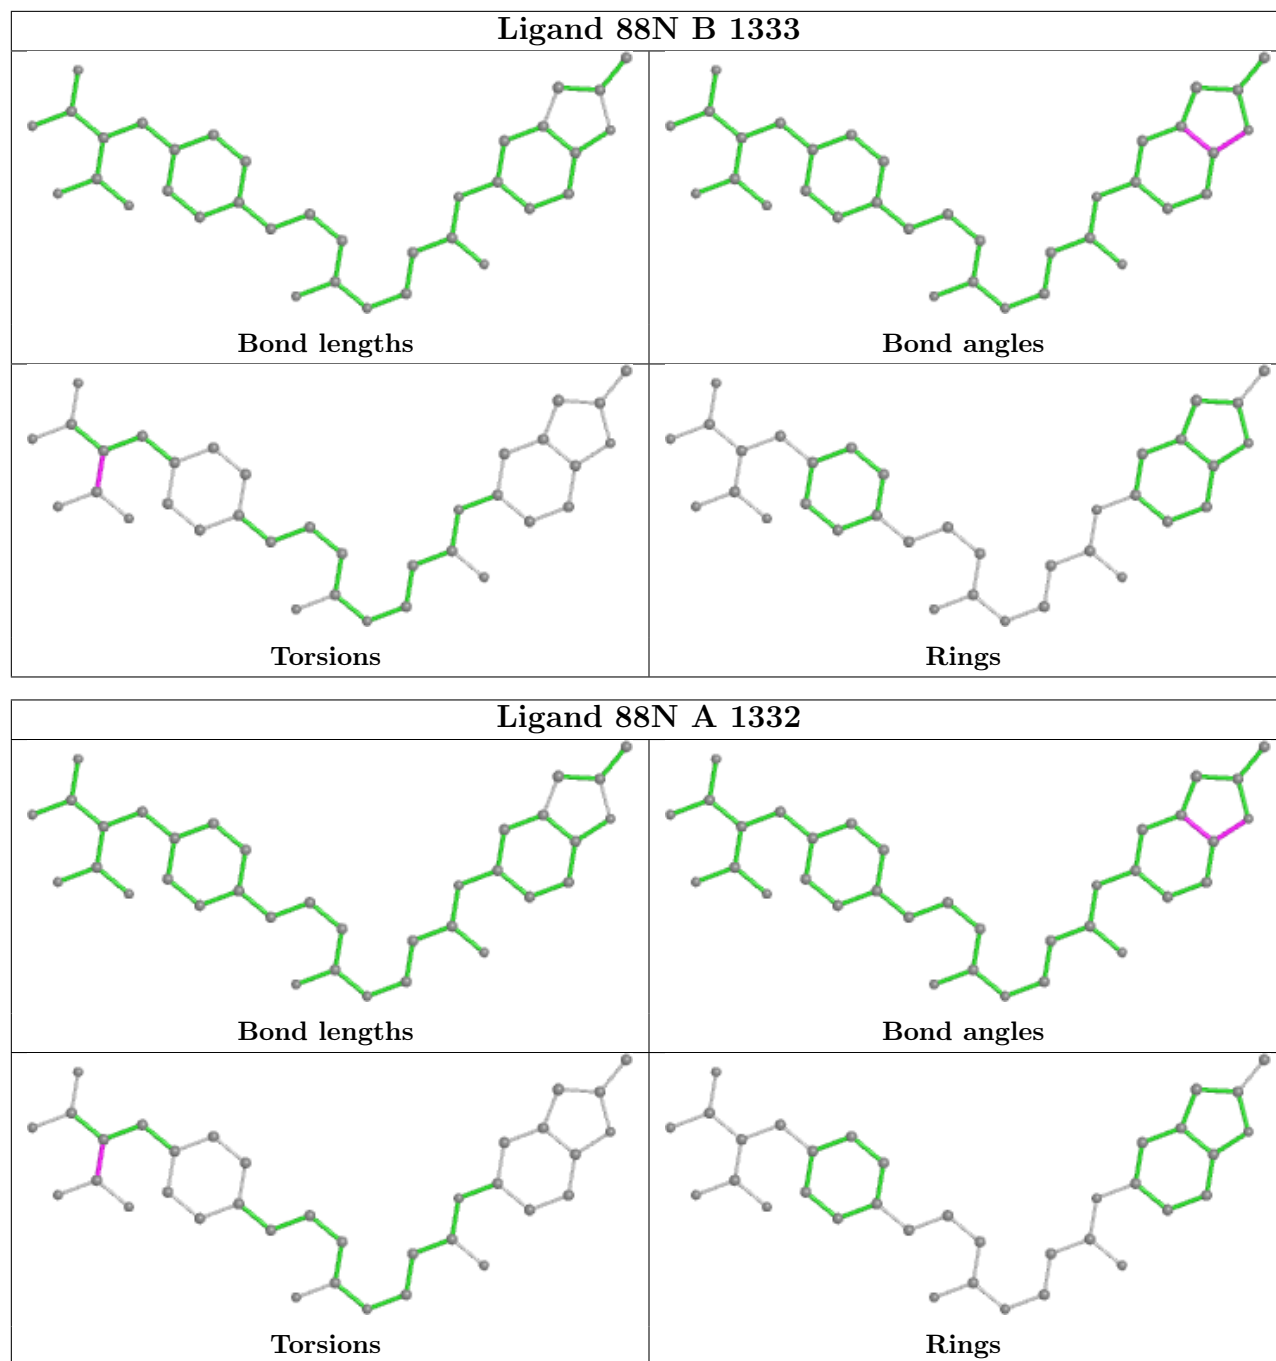 Ligand 88N B 1333
Bond lengths
Bond angles
Torsions
Rings
Ligand 88N A 1332
Bond lengths
Bond angles
Torsions
Rings